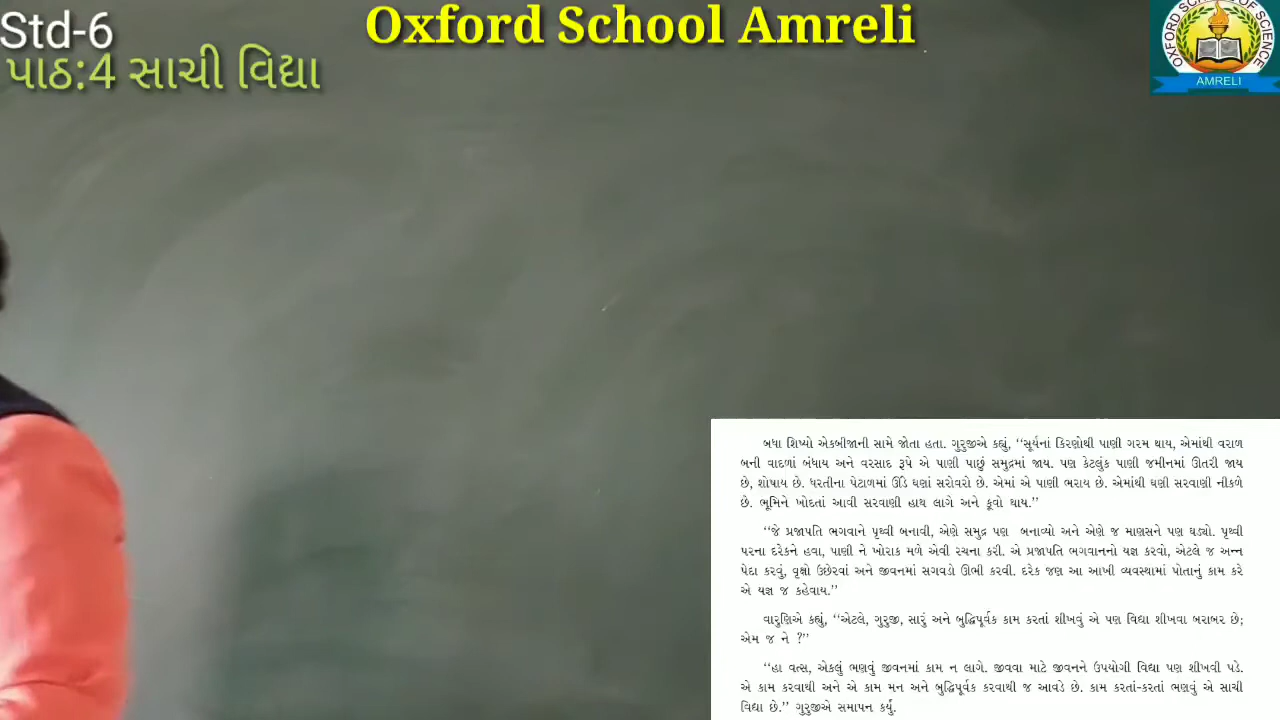 Std-6
Oxford School Amreli
પાઠ:4 સાચી વિદ્યા
OXFORD SCHOOL OF SCIENCE
AMRELI
બધા શિષ્યો એકબીજાની સામે જોતા હતા. ગુરુજીએ કહ્યું, ‘‘સૂર્યનાં કિરણોથી પાણી ગરમ થાય, એમાંથી વરાળ
બની વાદળાં બંધાય અને વરસાદ રૂપે એ પાણી પાછું સમુદ્રમાં જાય. પણ કેટલુંક પાણી જમીનમાં ઊતરી જાય
છે, શોષાય છે. ધરતીના પેટાળમાં ઊંડે ઘણાં સરોવરો છે. એમાં એ પાણી ભરાય છે. એમાંથી ઘણી સરવાણી નીકળે
છે. ભૂમિને ખોદતાં આવી સરવાણી હાથ લાગે અને કૂવો થાય.’’
‘‘જે પ્રજાપતિ ભગવાને પૃથ્વી બનાવી, એણે સમુદ્ર પણ બનાવ્યો અને એણે જ માણસને પણ ઘડ્યો. પૃથ્વી
પરના દરેકને હવા, પાણી ને ખોરાક મળે એવી રચના કરી. એ પ્રજાપતિ ભગવાનનો યજ્ઞ કરવો, એટલે જ અન્ન
પેદા કરવું, વૃક્ષો ઉછેરવાં અને જીવનમાં સગવડો ઊભી કરવી. દરેક જણ આ આખી વ્યવસ્થામાં પોતાનું કામ કરે
એ યજ્ઞ જ કહેવાય.’’
વારુણિએ કહ્યું, ‘‘એટલે, ગુરુજી, સારું અને બુદ્ધિપૂર્વક કામ કરતાં શીખવું એ પણ વિદ્યા શીખવા બરાબર છે;
એમ જ ને ?’’
‘‘હા વત્સ, એકલું ભણવું જીવનમાં કામ ન લાગે. જીવવા માટે જીવનને ઉપયોગી વિદ્યા પણ શીખવી પડે.
એ કામ કરવાથી અને એ કામ મન અને બુદ્ધિપૂર્વક કરવાથી જ આવડે છે. કામ કરતાં-કરતાં ભણવું એ સાચી
વિદ્યા છે.’’ ગુરુજીએ સમાપન કર્યું.